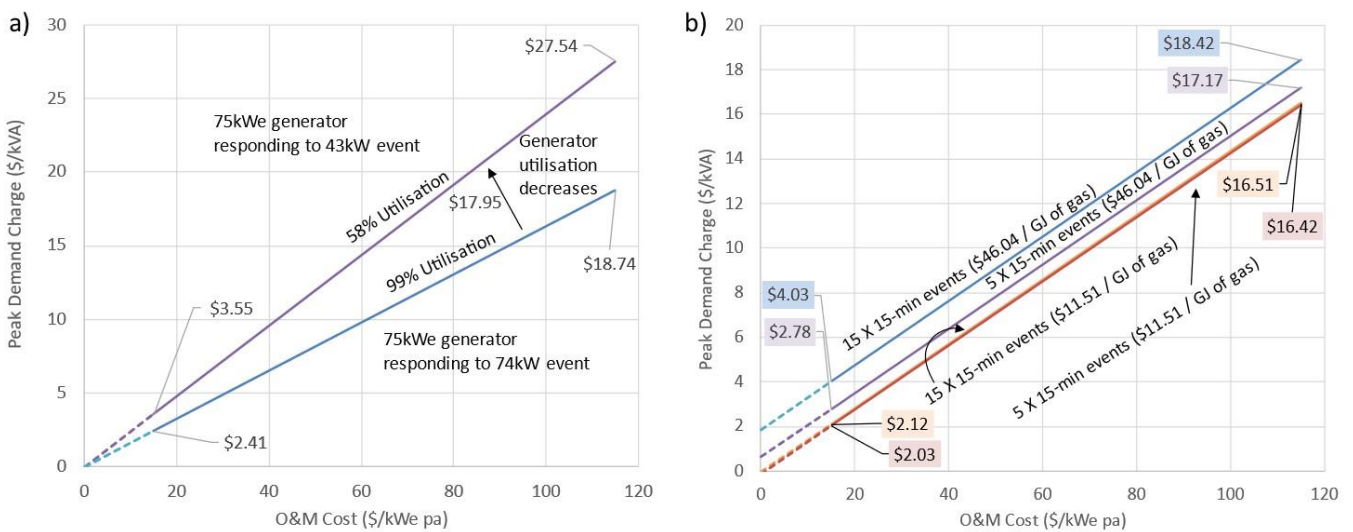 a)
30
25
20
15
10
5
0
0
20
40
60
80
100
120
Peak Demand Charge ($/kVA)
O&M Cost ($/kWe pa)
$27.54
75kWe generator
responding to 43kW event
Generator
utilisation
decreases
58% Utilisation
$17.95
99% Utilisation
$18.74
$3.55
75kWe generator
responding to 74kW event
$2.41
b)
20
18
16
14
12
10
8
6
4
2
0
0
20
40
60
80
100
120
Peak Demand Charge ($/kVA)
O&M Cost ($/kWe pa)
$18.42
$17.17
$16.51
$16.42
15 X 15-min events ($46.04 / GJ of gas)
5 X 15-min events ($46.04 / GJ of gas)
15 X 15-min events ($11.51 / GJ of gas)
5 X 15-min events ($11.51 / GJ of gas)
$4.03
$2.78
$2.12
$2.03